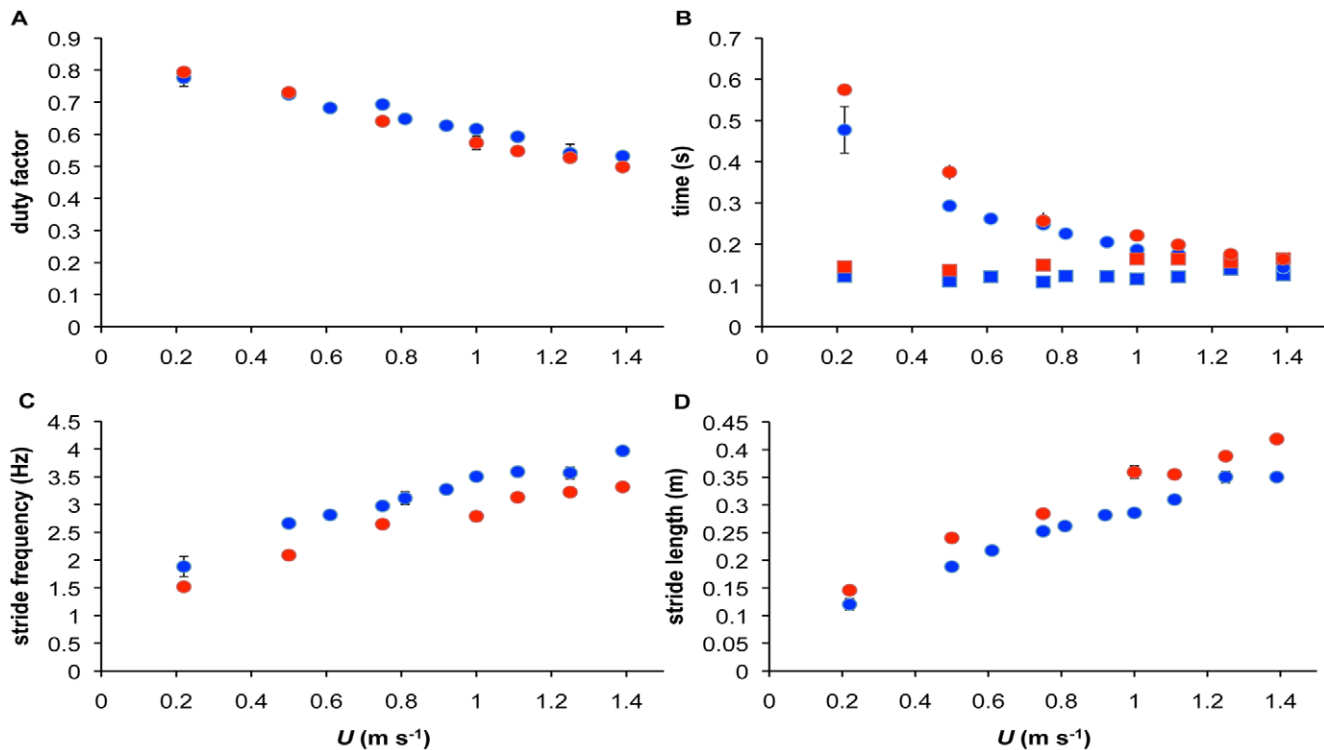 A
duty factor
0.9
0.8
0.7
0.6
0.5
0.4
0.3
0.2
0.1
0
0 0.2 0.4 0.6 0.8 1 1.2 1.4
B
time (s)
0.7
0.6
0.5
0.4
0.3
0.2
0.1
0
0 0.2 0.4 0.6 0.8 1 1.2 1.4
C
stride frequency (Hz)
4.5
4
3.5
3
2.5
2
1.5
1
0.5
0
0 0.2 0.4 0.6 0.8 1 1.2 1.4
U (m s⁻¹)
D
stride length (m)
0.45
0.4
0.35
0.3
0.25
0.2
0.15
0.1
0.05
0
0 0.2 0.4 0.6 0.8 1 1.2 1.4
U (m s⁻¹)